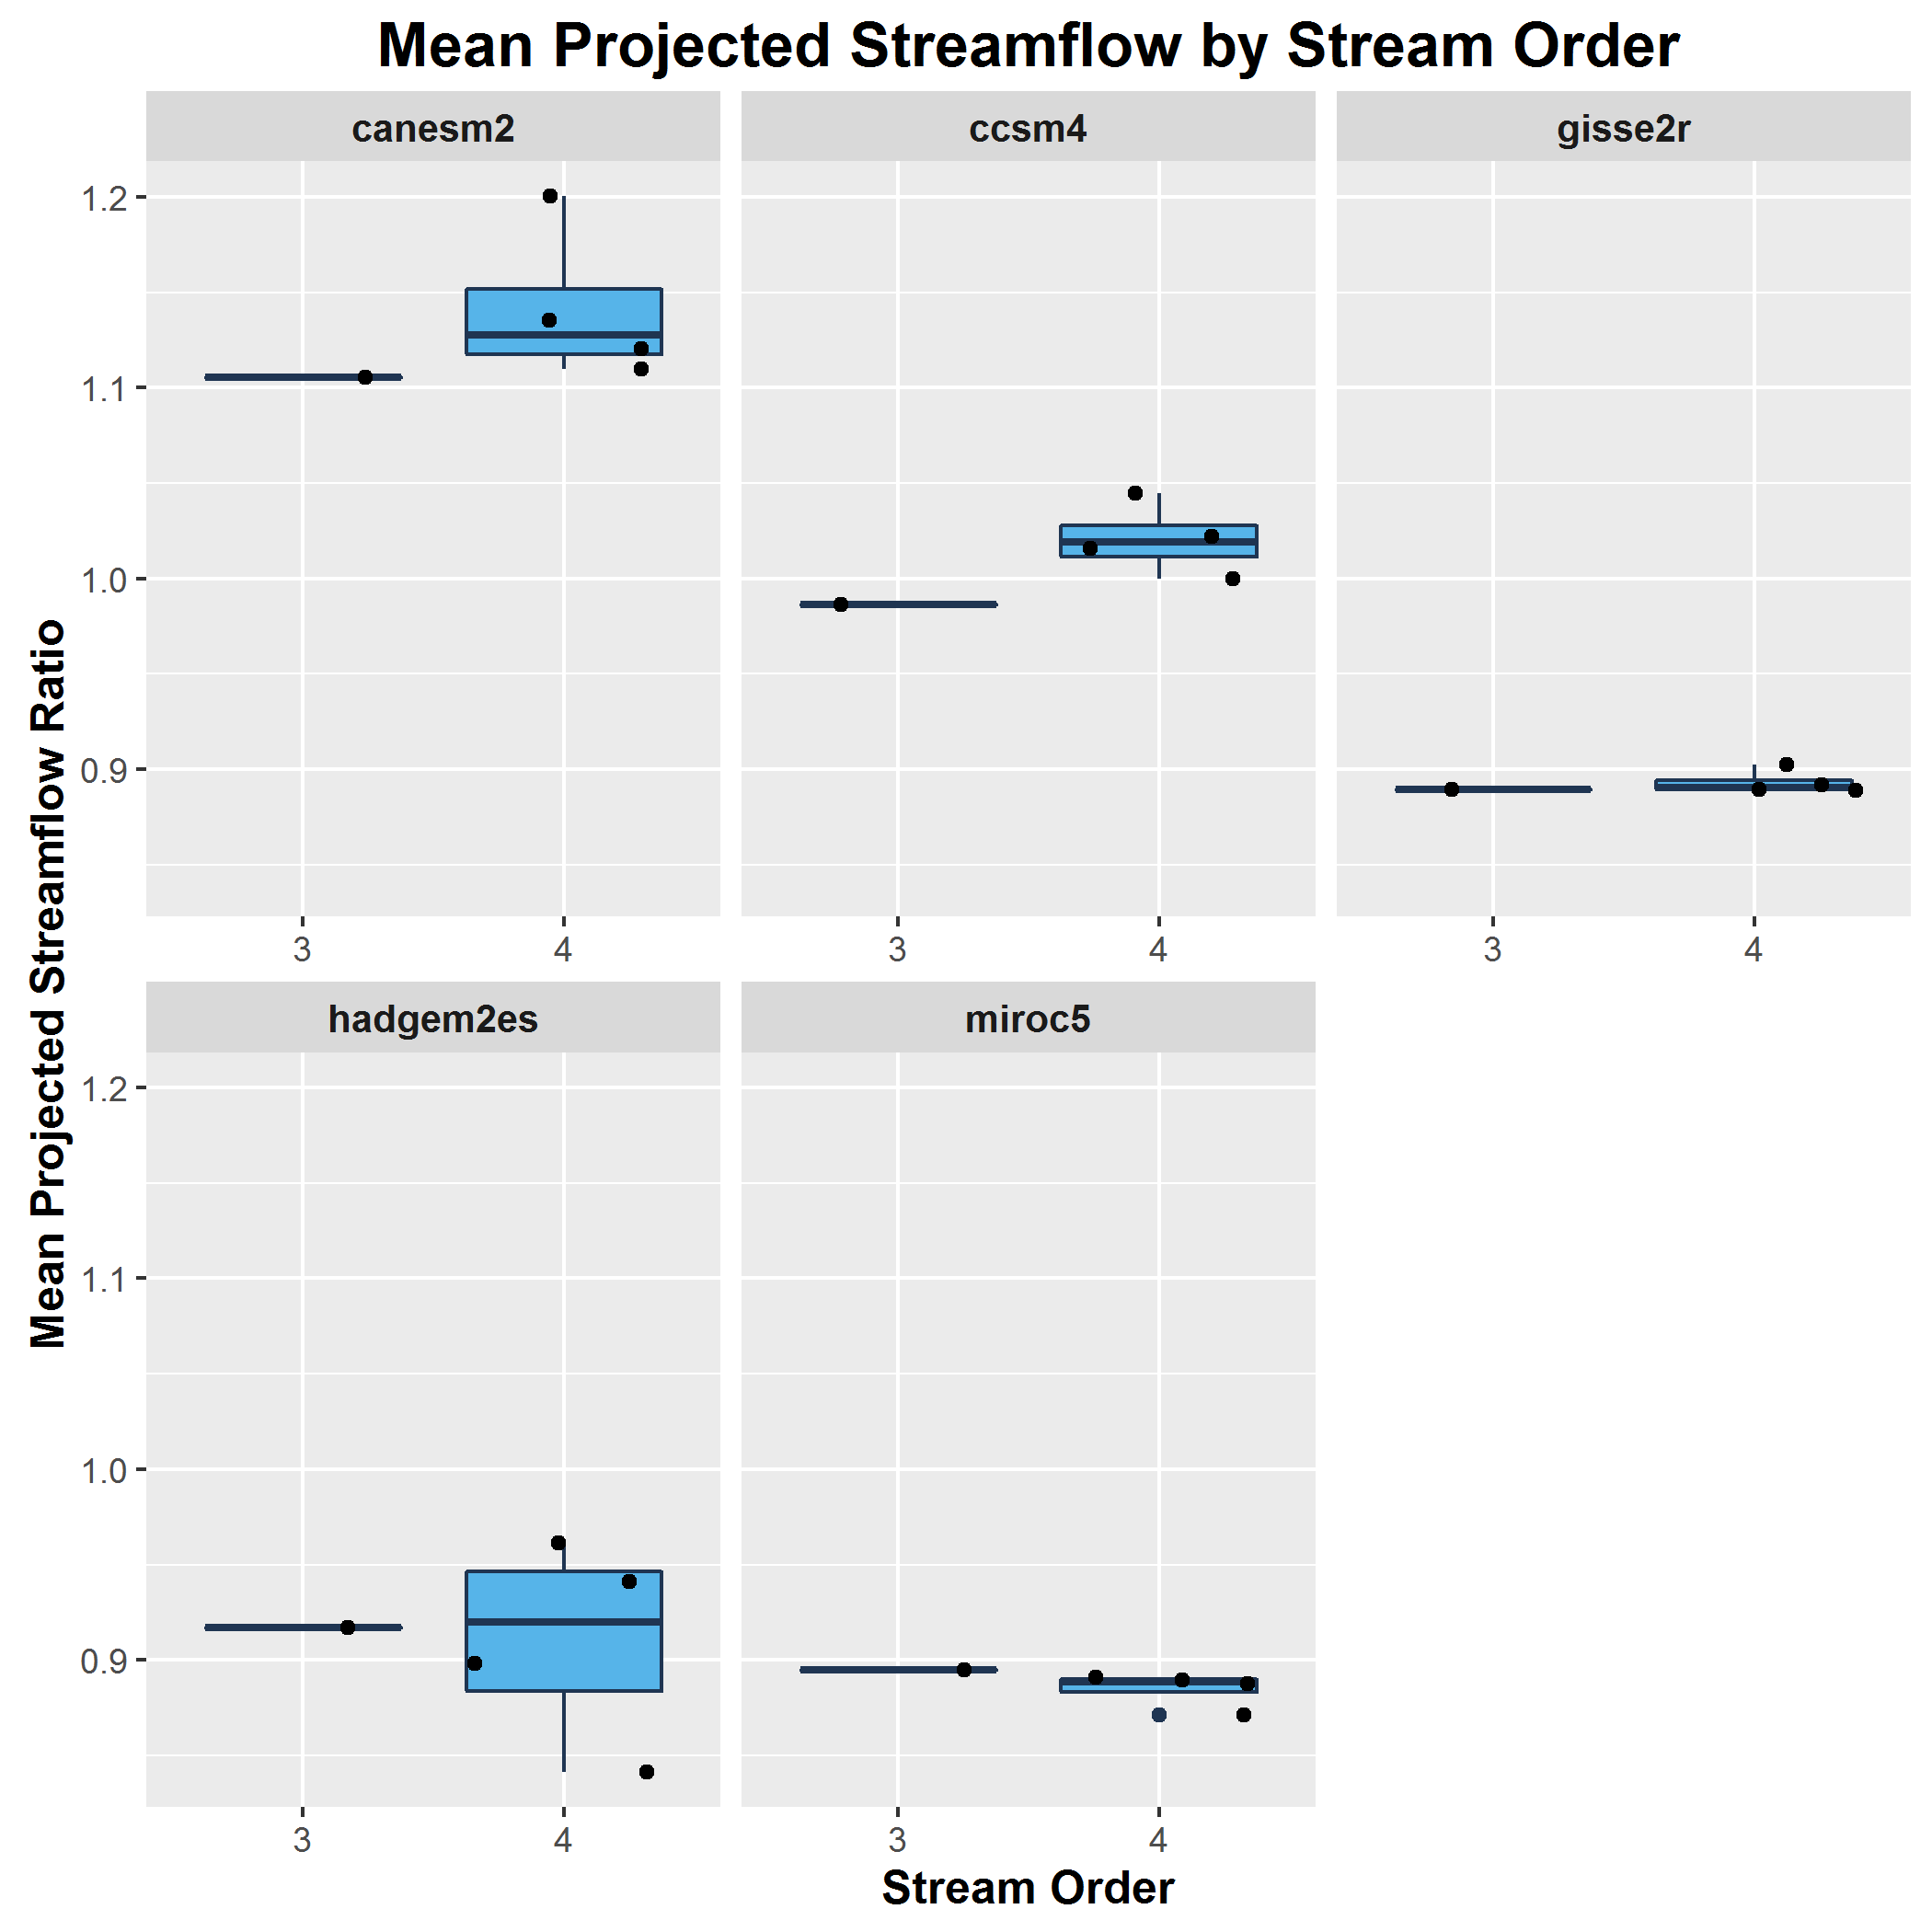 Mean Projected Streamflow by Stream Order
canesm2
ccsm4
gisse2r
1.2
1.1
1.0
0.9
3
4
3
4
3
4
Mean Projected Streamflow Ratio
hadgem2es
miroc5
1.2
1.1
1.0
0.9
3
4
3
4
Stream Order